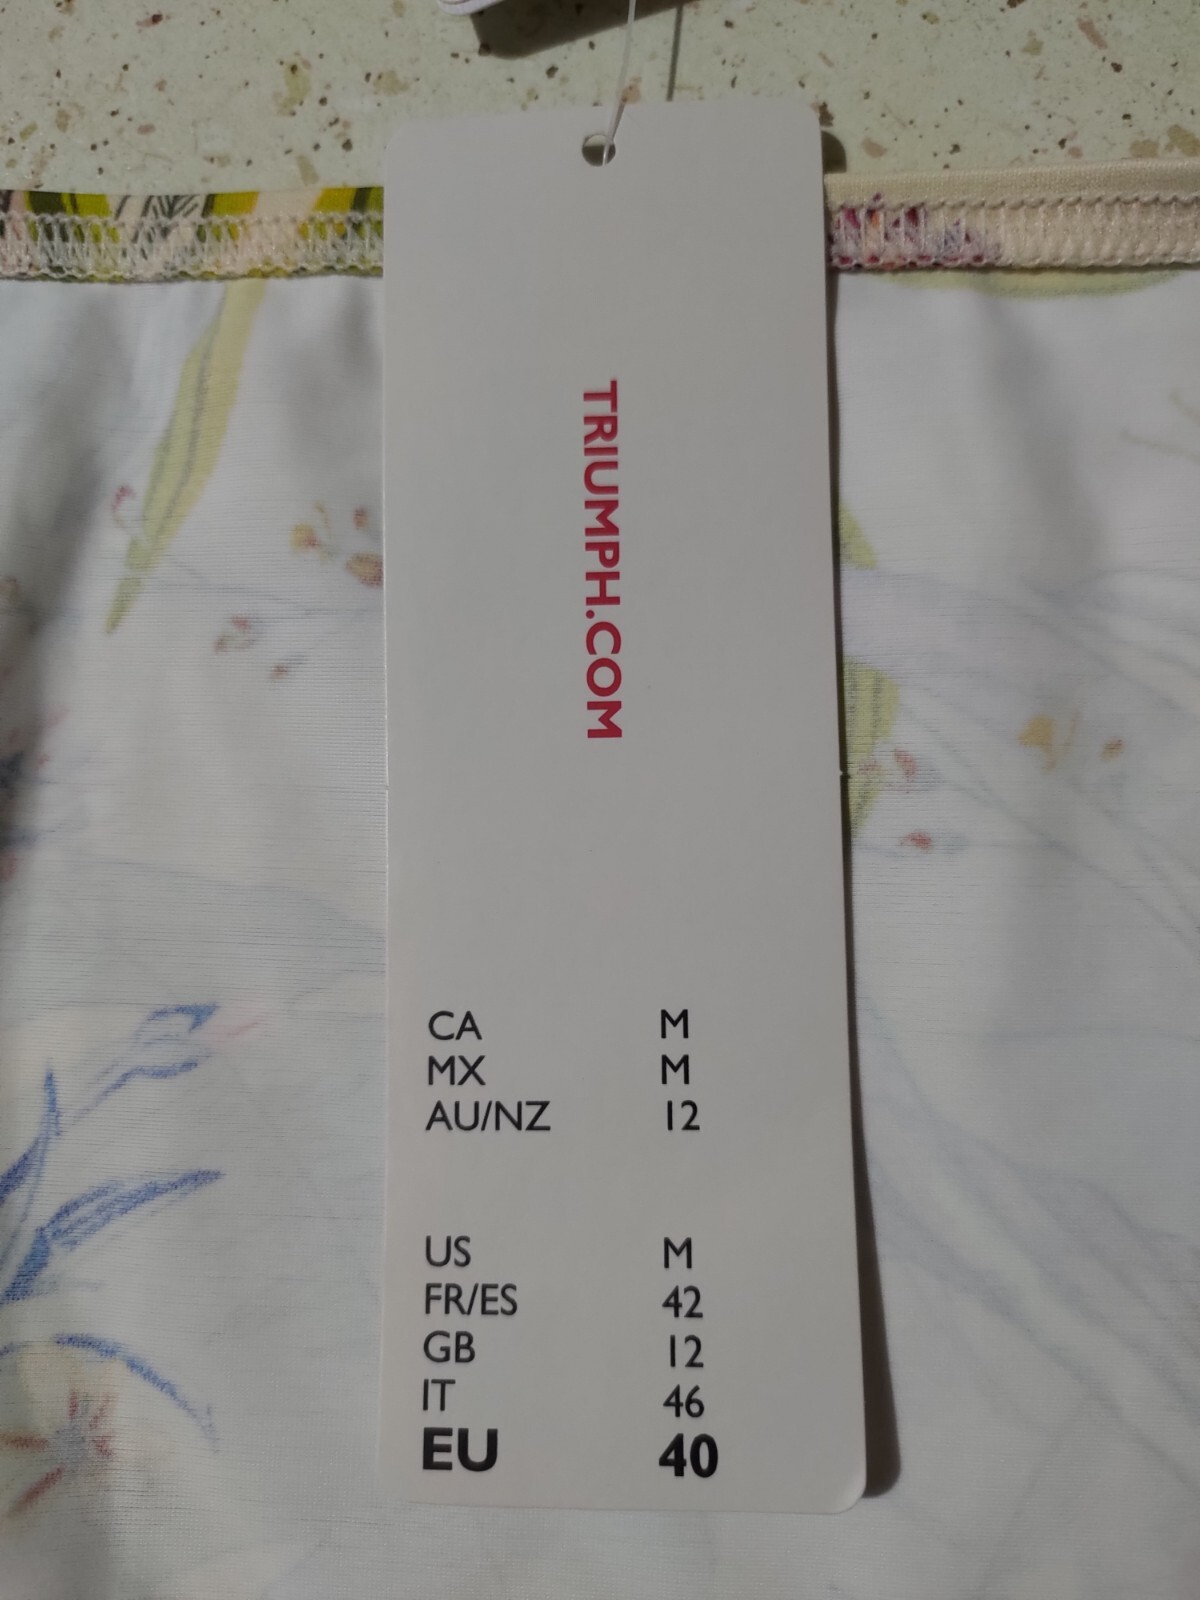 TRIUMPH.COM
CA M
MX M
AU/NZ 12
US M
FR/ES 42
GB 12
IT 46
EU 40